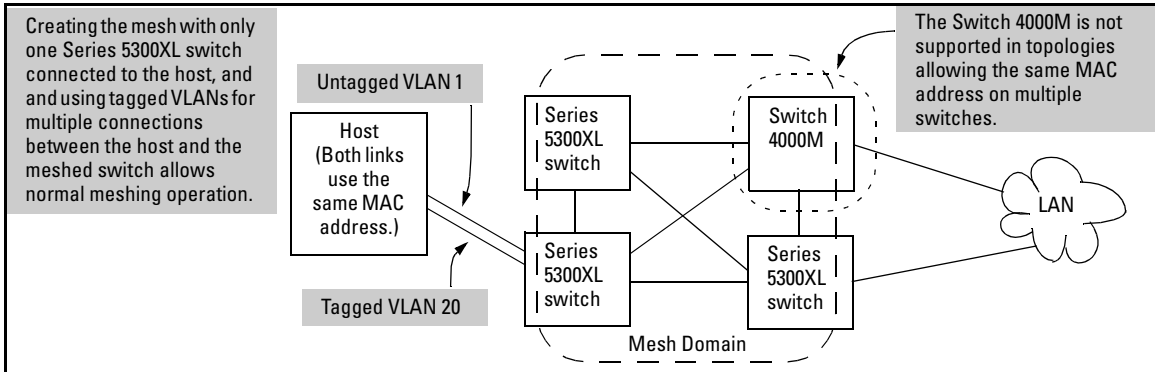 Creating the mesh with only
one Series 5300XL switch
connected to the host, and
and using tagged VLANs for
multiple connections
between the host and the
meshed switch allows
normal meshing operation.
Untagged VLAN 1
Host
(Both links
use the
same MAC
address.)
Tagged VLAN 20
Series
5300XL
switch
Series
5300XL
switch
Switch
4000M
Series
5300XL
switch
Mesh Domain
The Switch 4000M is not
supported in topologies
allowing the same MAC
address on multiple
switches.
LAN